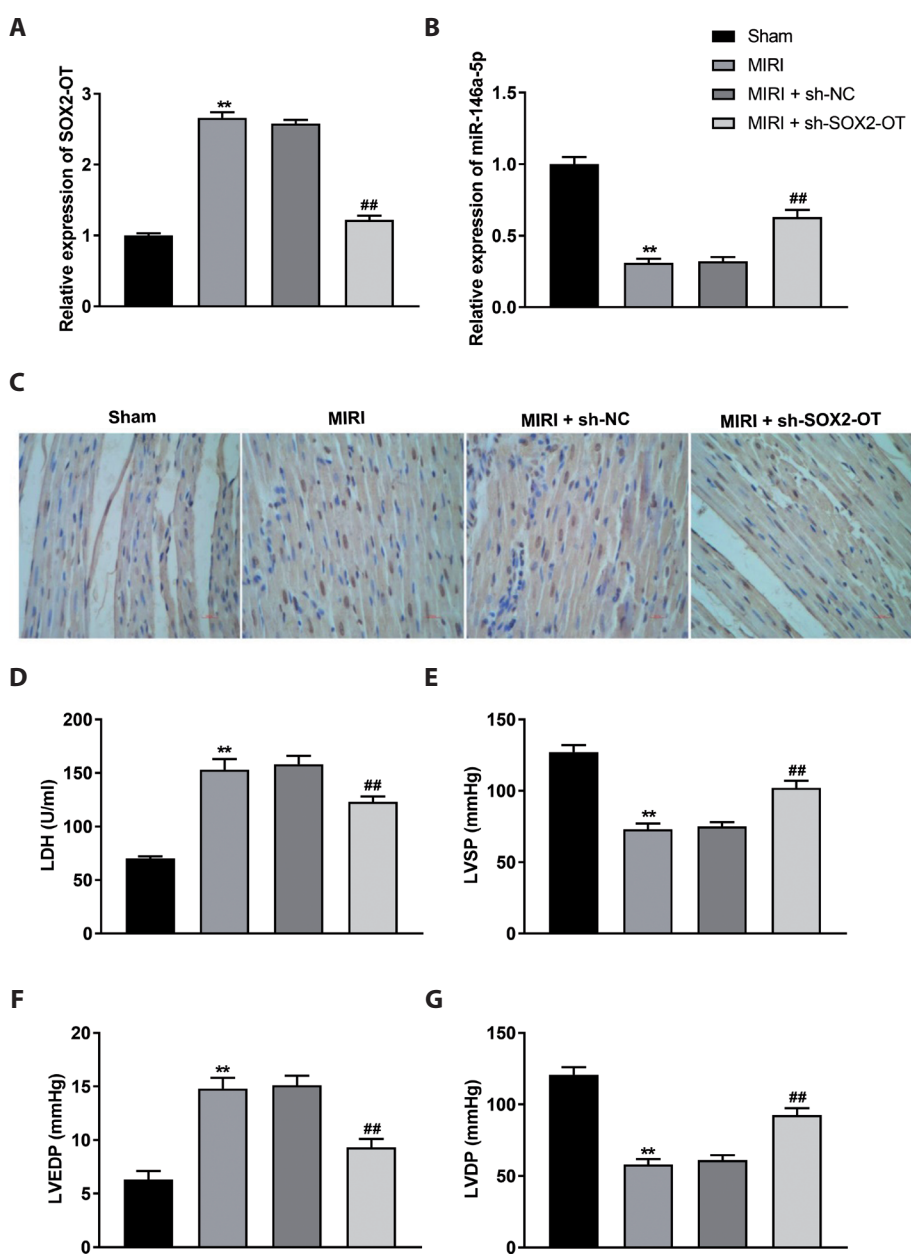 A
Relative expression of SOX2-OT
3
2
1
0
**
##
B
Relative expression of miR-146a-5p
1.5
1.0
0.5
0.0
**
##
Sham
MIRI
MIRI + sh-NC
MIRI + sh-SOX2-OT
C
Sham
MIRI
MIRI + sh-NC
MIRI + sh-SOX2-OT
D
LDH (U/ml)
200
150
100
50
0
**
##
E
LVSP (mmHg)
150
100
50
0
**
##
F
LVEDP (mmHg)
20
15
10
5
0
**
##
G
LVDP (mmHg)
150
100
50
0
**
##